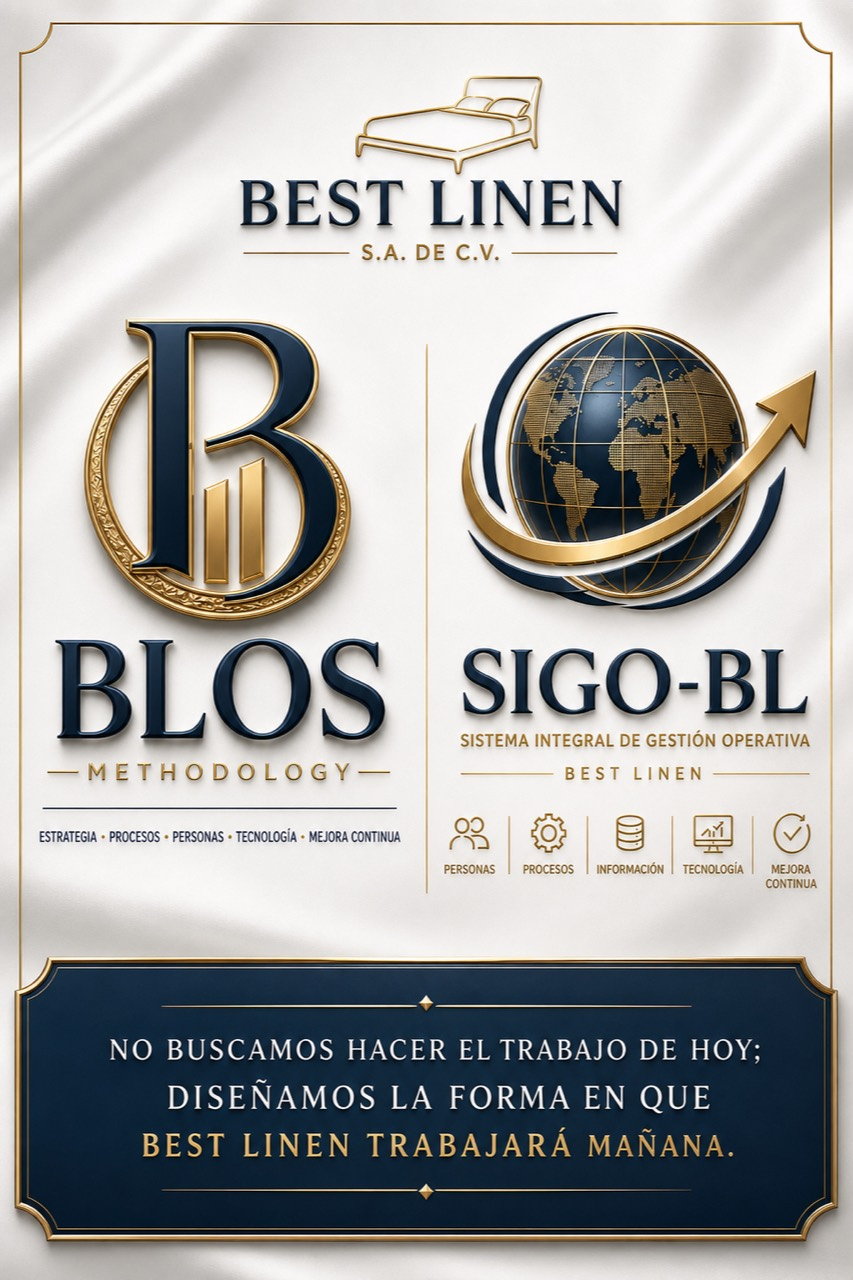 BEST LINEN
S.A. DE C.V.
BLOS
METHODOLOGY
ESTRATEGIA • PROCESOS • PERSONAS • TECNOLOGÍA • MEJORA CONTINUA
SIGO-BL
SISTEMA INTEGRAL DE GESTIÓN OPERATIVA
BEST LINEN
PERSONAS
PROCESOS
INFORMACIÓN
TECNOLOGÍA
MEJORA
CONTINUA
NO BUSCAMOS HACER EL TRABAJO DE HOY;
DISEÑAMOS LA FORMA EN QUE
BEST LINEN TRABAJARÁ MAÑANA.